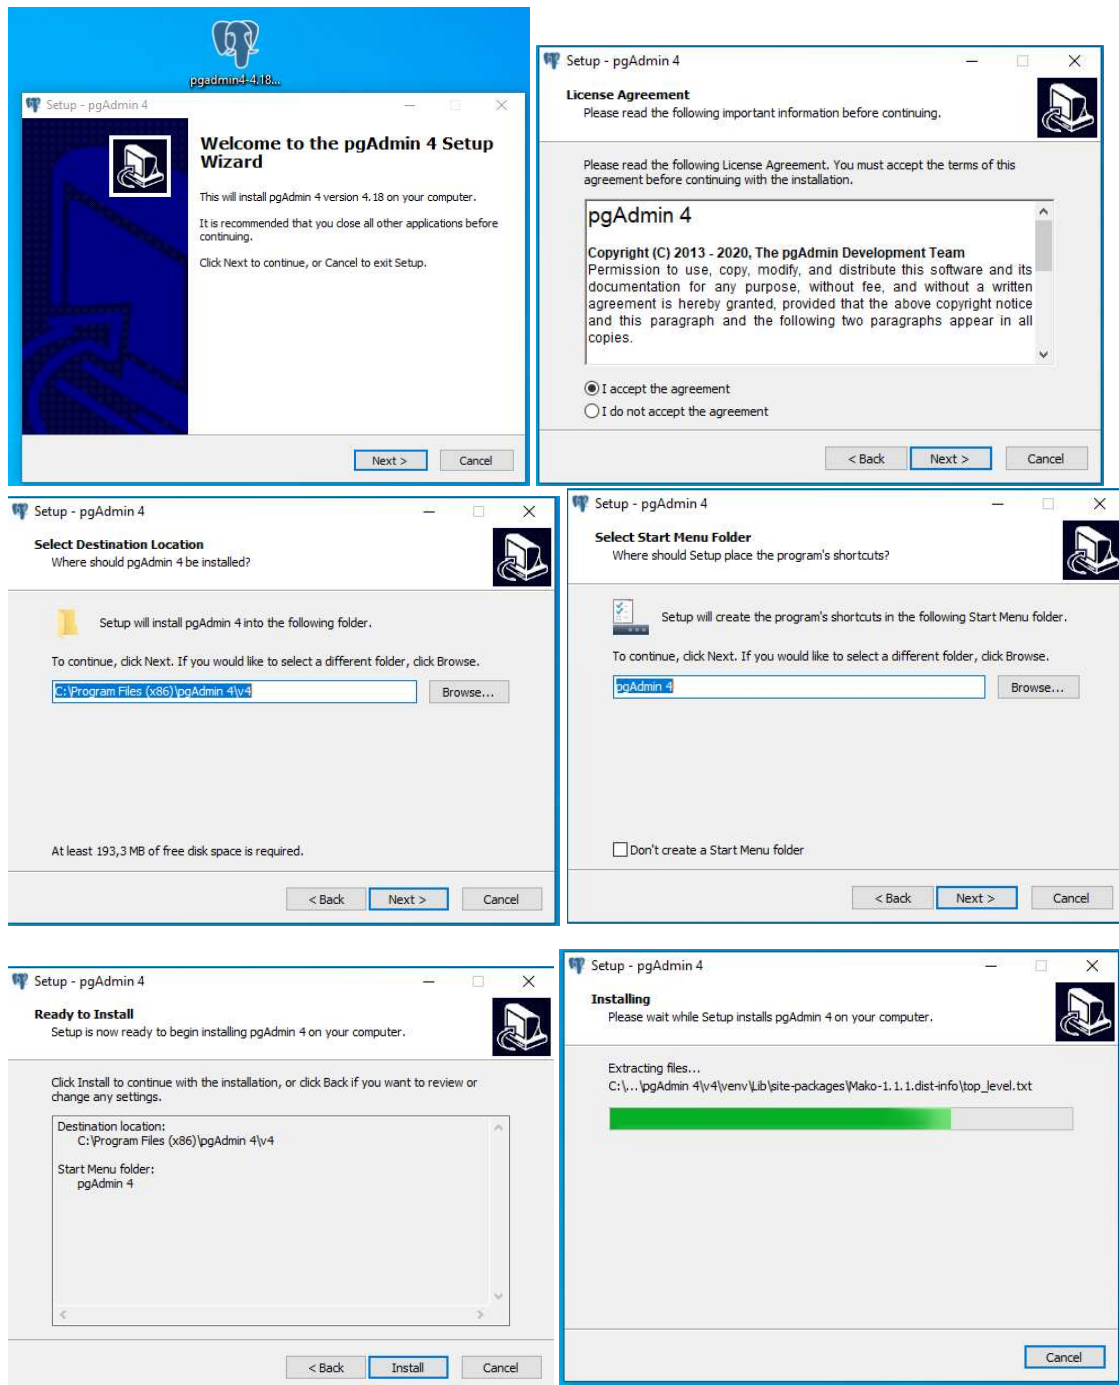 pgadmin4-4.18...
Setup - pgAdmin 4
Welcome to the pgAdmin 4 Setup
Wizard
This will install pgAdmin 4 version 4.18 on your computer.
It is recommended that you close all other applications before
continuing.
Click Next to continue, or Cancel to exit Setup.
Next >
Cancel
Setup - pgAdmin 4
License Agreement
Please read the following important information before continuing.
Please read the following License Agreement. You must accept the terms of this
agreement before continuing with the installation.
pgAdmin 4
Copyright (C) 2013 - 2020, The pgAdmin Development Team
Permission to use, copy, modify, and distribute this software and its
documentation for any purpose, without fee, and without a written
agreement is hereby granted, provided that the above copyright notice
and this paragraph and the following two paragraphs appear in all
copies.
I accept the agreement
I do not accept the agreement
< Back
Next >
Cancel
Setup - pgAdmin 4
Select Destination Location
Where should pgAdmin 4 be installed?
Setup will install pgAdmin 4 into the following folder.
To continue, click Next. If you would like to select a different folder, click Browse.
C:\Program Files (x86)\pgAdmin 4\v4
Browse...
At least 193,3 MB of free disk space is required.
< Back
Next >
Cancel
Setup - pgAdmin 4
Select Start Menu Folder
Where should Setup place the program's shortcuts?
Setup will create the program's shortcuts in the following Start Menu folder.
To continue, click Next. If you would like to select a different folder, click Browse.
pgAdmin 4
Browse...
Don't create a Start Menu folder
< Back
Next >
Cancel
Setup - pgAdmin 4
Ready to Install
Setup is now ready to begin installing pgAdmin 4 on your computer.
Click Install to continue with the installation, or click Back if you want to review or
change any settings.
Destination location:
C:\Program Files (x86)\pgAdmin 4\v4
Start Menu folder:
pgAdmin 4
< Back
Install
Cancel
Setup - pgAdmin 4
Installing
Please wait while Setup installs pgAdmin 4 on your computer.
Extracting files...
C:\...\pgAdmin 4\v4\venv\Lib\site-packages\Mako-1.1.1.dist-info\top_level.txt
Cancel